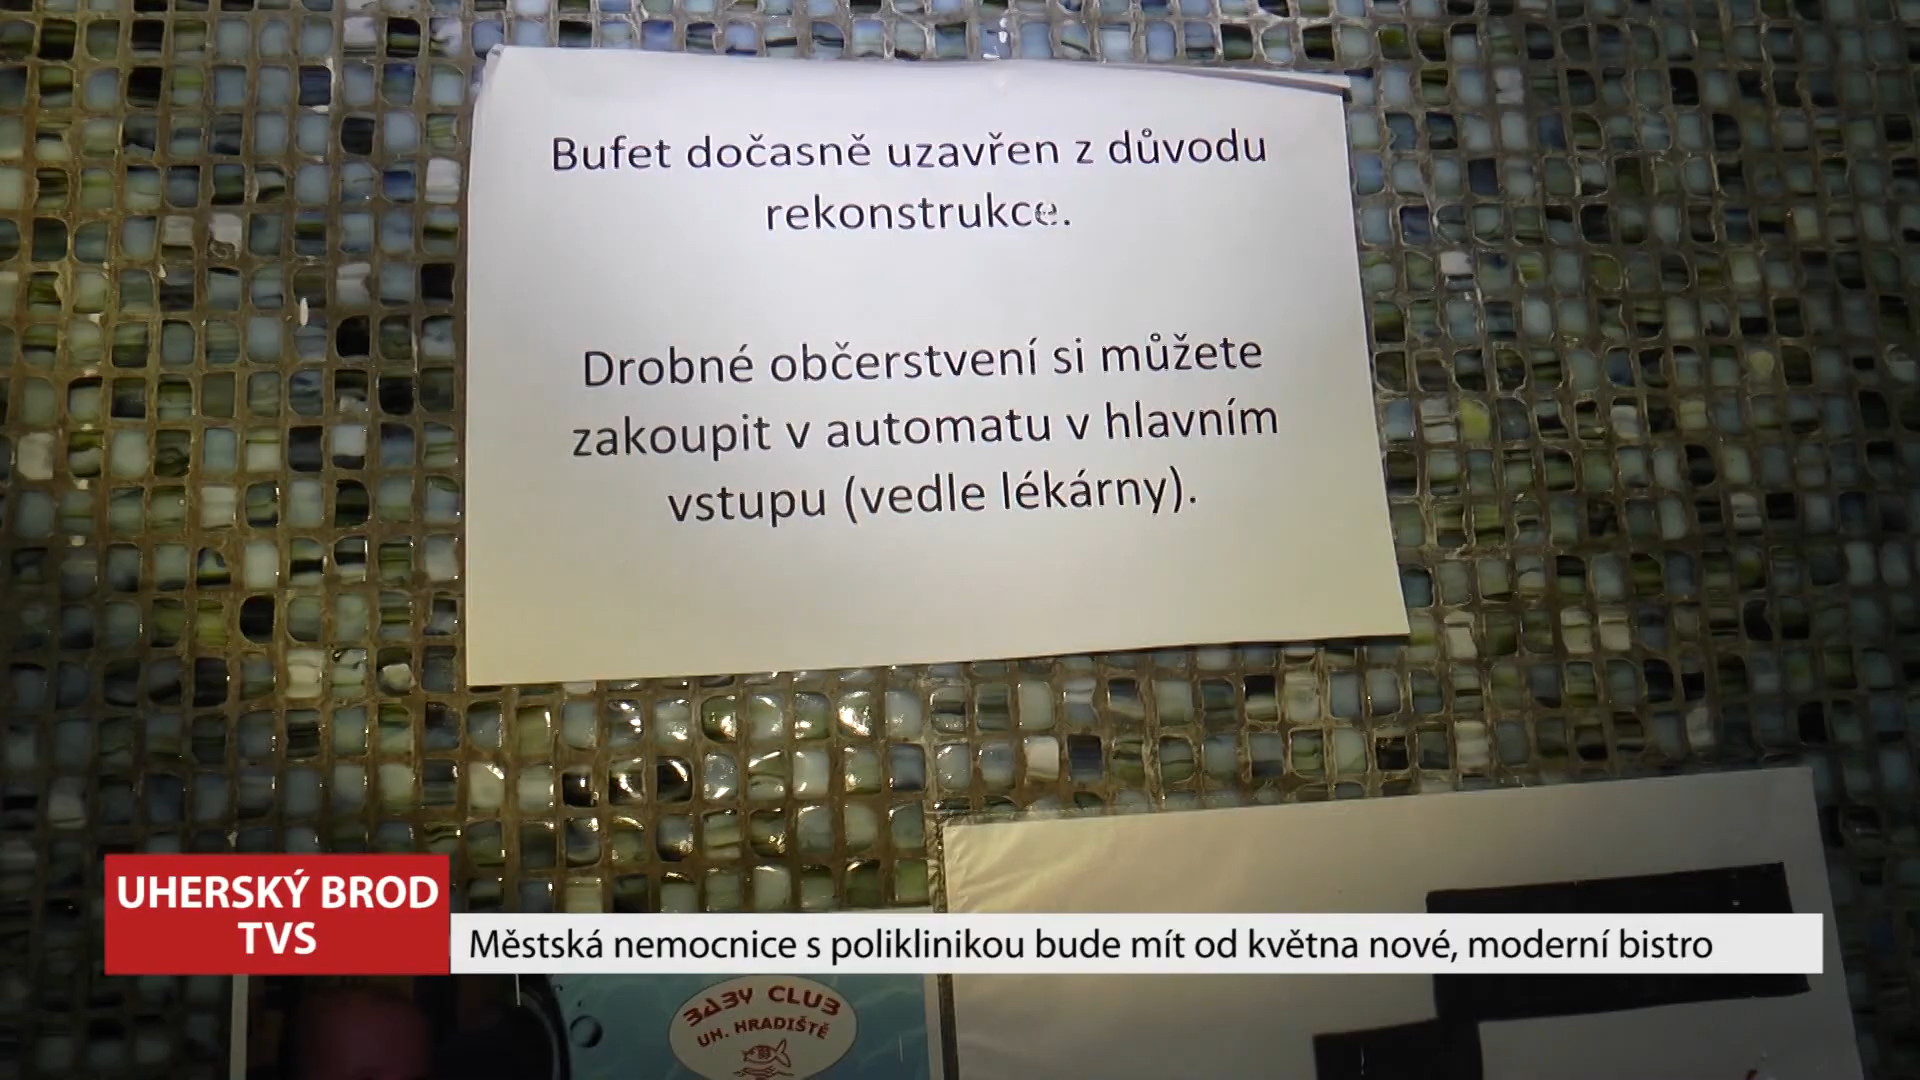 Bufet dočasně uzavřen z důvodu
rekonstrukce.
Drobné občerstvení si můžete
zakoupit v automatu v hlavním
vstupu (vedle lékárny).
UHERSKÝ BROD
TVS
Městská nemocnice s poliklinikou bude mít od května nové, moderní bistro
BABY CLUB
UH. HRADIŠTĚ